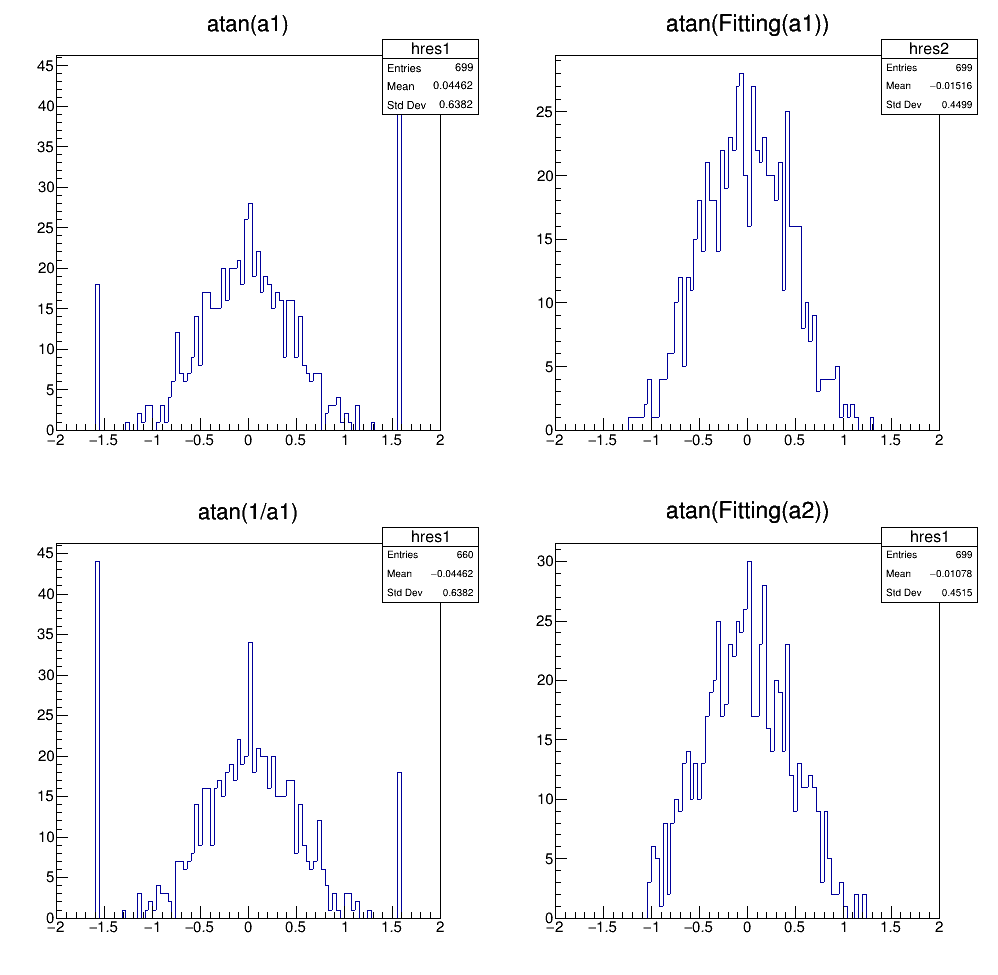 atan(a1)
hres1
Entries 699
Mean 0.04462
Std Dev 0.6382
45
40
35
30
25
20
15
10
5
0
−2 −1.5 −1 −0.5 0 0.5 1 1.5 2
atan(Fitting(a1))
hres2
Entries 699
Mean −0.01516
Std Dev 0.4499
25
20
15
10
5
0
−2 −1.5 −1 −0.5 0 0.5 1 1.5 2
atan(1/a1)
hres1
Entries 660
Mean −0.04462
Std Dev 0.6382
45
40
35
30
25
20
15
10
5
0
−2 −1.5 −1 −0.5 0 0.5 1 1.5 2
atan(Fitting(a2))
hres1
Entries 699
Mean −0.01078
Std Dev 0.4515
30
25
20
15
10
5
0
−2 −1.5 −1 −0.5 0 0.5 1 1.5 2